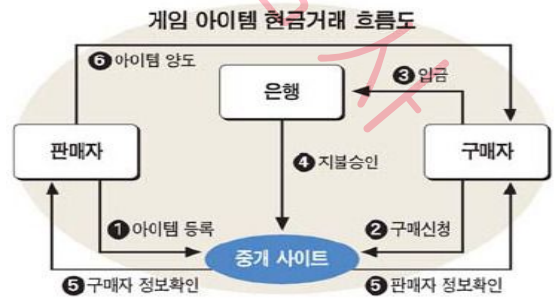 게임 아이템 현금거래 흐름도
❻아이템 양도
❸입금
은행
판매자
구매자
❹지불승인
❶아이템 등록
❷구매신청
중개 사이트
❺구매자 정보확인
❺판매자 정보확인